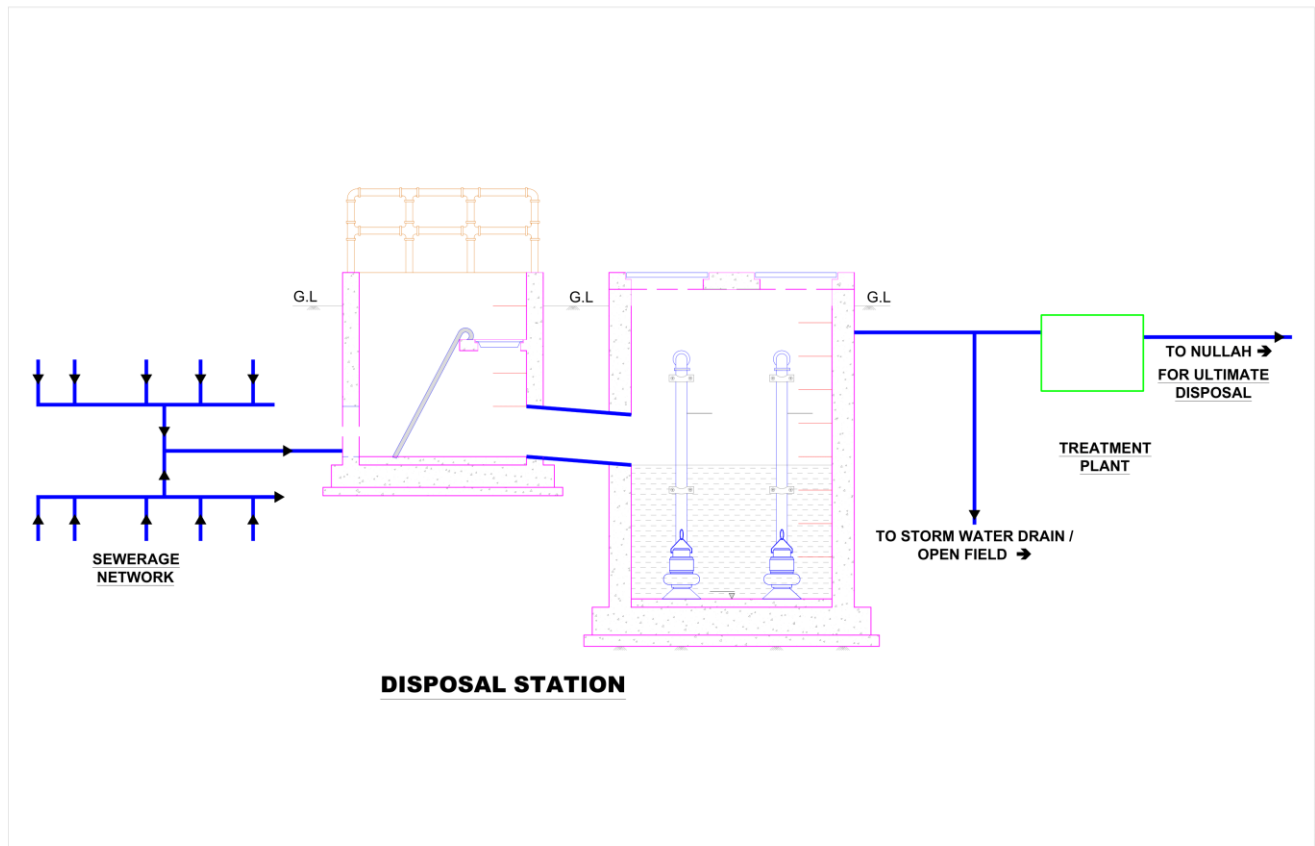 G.L
G.L
G.L
SEWERAGE
NETWORK
TO NULLAH ➔
FOR ULTIMATE
DISPOSAL
TREATMENT
PLANT
TO STORM WATER DRAIN /
OPEN FIELD ➔
DISPOSAL STATION